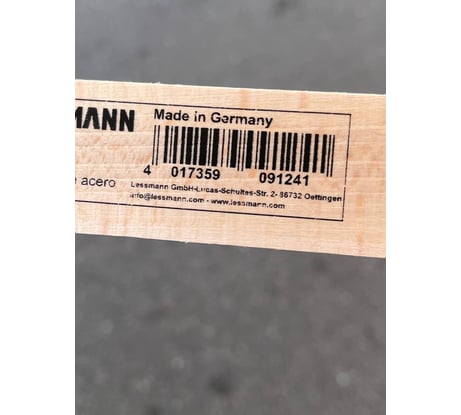 MANN
Made in Germany
4 017359 091241
e acero
Lessmann GmbH-Lucas-Schultes-Str. 2- 86732 Oettingen
info@lessmann.com - www.lessmann.com